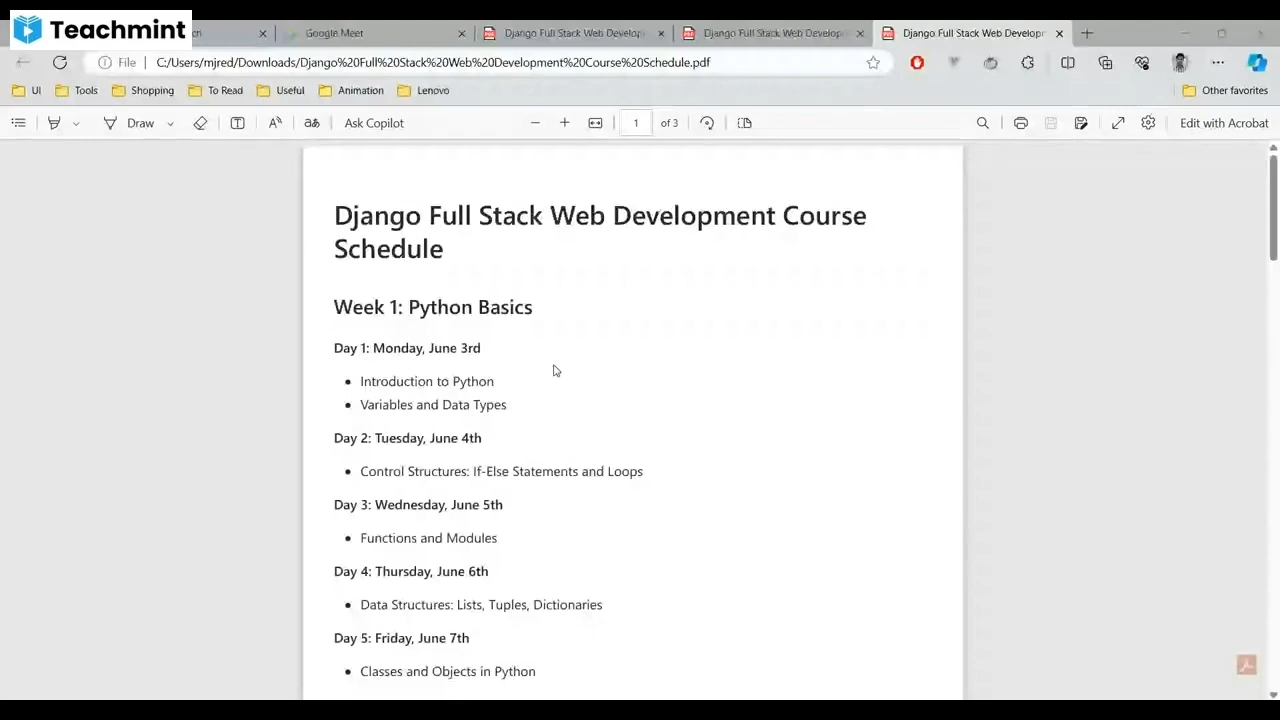 Teachmint
Google Meet
Django Full Stack Web Develop
Django Full Stack Web Developm
Django Full Stack Web Developm
File
C:/Users/mjred/Downloads/Django%20Full%20Stack%20Web%20Development%20Course%20Schedule.pdf
UI
Tools
Shopping
To Read
Useful
Animation
Lenovo
Other favorites
Draw
Ask Copilot
1
of 3
Edit with Acrobat
Django Full Stack Web Development Course
Schedule
Week 1: Python Basics
Day 1: Monday, June 3rd
• Introduction to Python
• Variables and Data Types
Day 2: Tuesday, June 4th
• Control Structures: If-Else Statements and Loops
Day 3: Wednesday, June 5th
• Functions and Modules
Day 4: Thursday, June 6th
• Data Structures: Lists, Tuples, Dictionaries
Day 5: Friday, June 7th
• Classes and Objects in Python